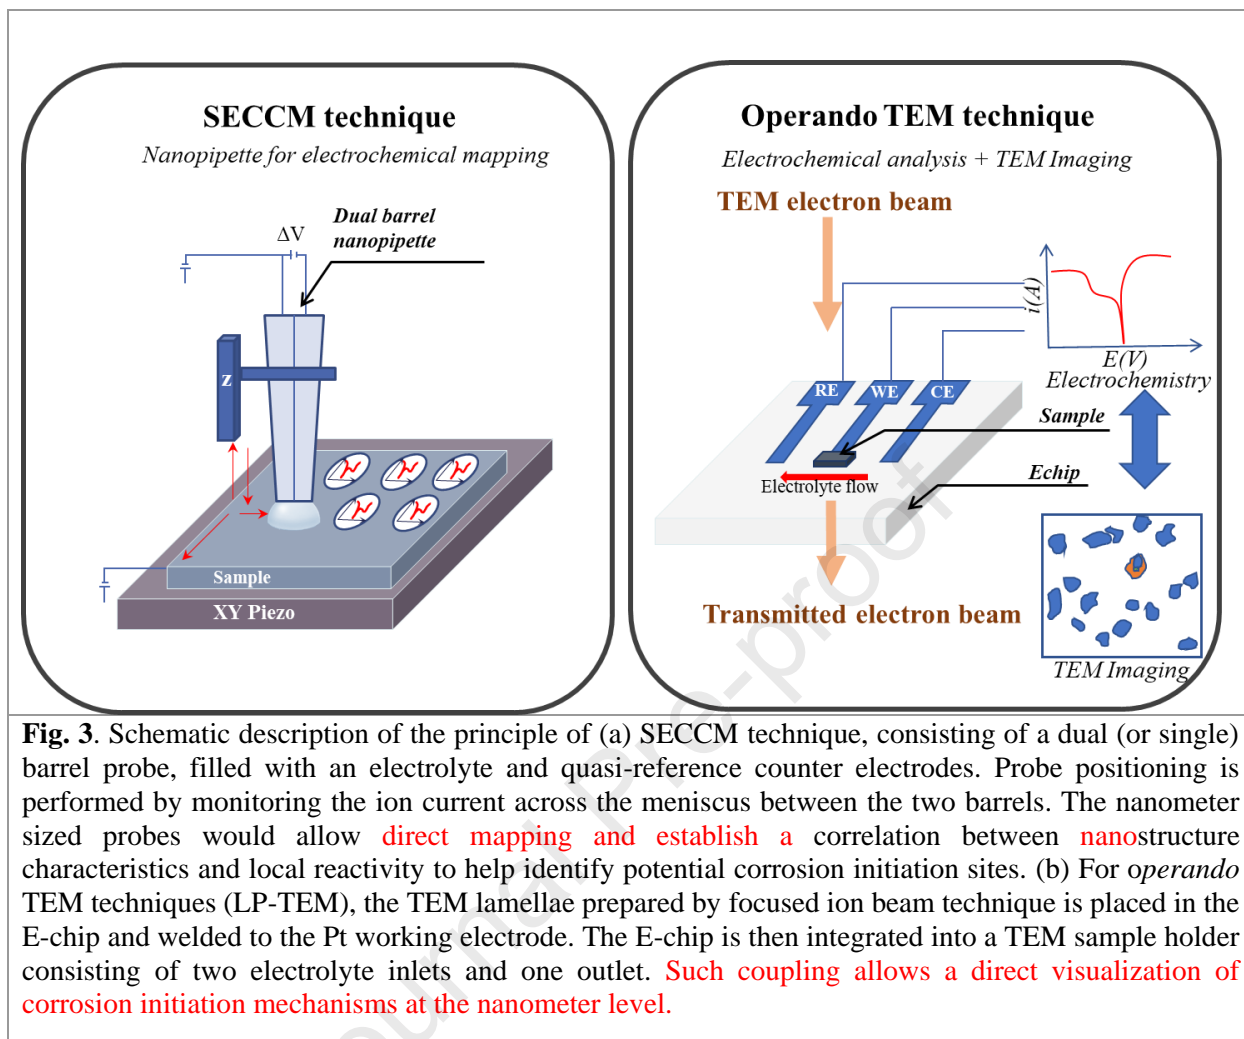 SECCM technique
Nanopipette for electrochemical mapping
ΔV
Dual barrel
nanopipette
z
Sample
XY Piezo
Operando TEM technique
Electrochemical analysis + TEM Imaging
TEM electron beam
i(A)
E(V)
Electrochemistry
RE
WE
CE
Sample
Echip
Electrolyte flow
Transmitted electron beam
TEM Imaging
Fig. 3. Schematic description of the principle of (a) SECCM technique, consisting of a dual (or single)
barrel probe, filled with an electrolyte and quasi-reference counter electrodes. Probe positioning is
performed by monitoring the ion current across the meniscus between the two barrels. The nanometer
sized probes would allow direct mapping and establish a correlation between nanostructure
characteristics and local reactivity to help identify potential corrosion initiation sites. (b) For operando
TEM techniques (LP-TEM), the TEM lamellae prepared by focused ion beam technique is placed in the
E-chip and welded to the Pt working electrode. The E-chip is then integrated into a TEM sample holder
consisting of two electrolyte inlets and one outlet. Such coupling allows a direct visualization of
corrosion initiation mechanisms at the nanometer level.
urnal Pre-proof